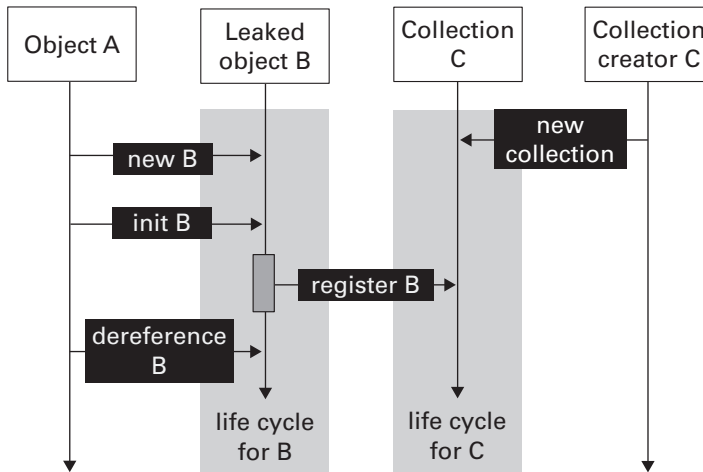 Object A
Leaked
object B
Collection
C
Collection
creator C
new
collection
new B
init B
register B
dereference
B
life cycle
for B
life cycle
for C